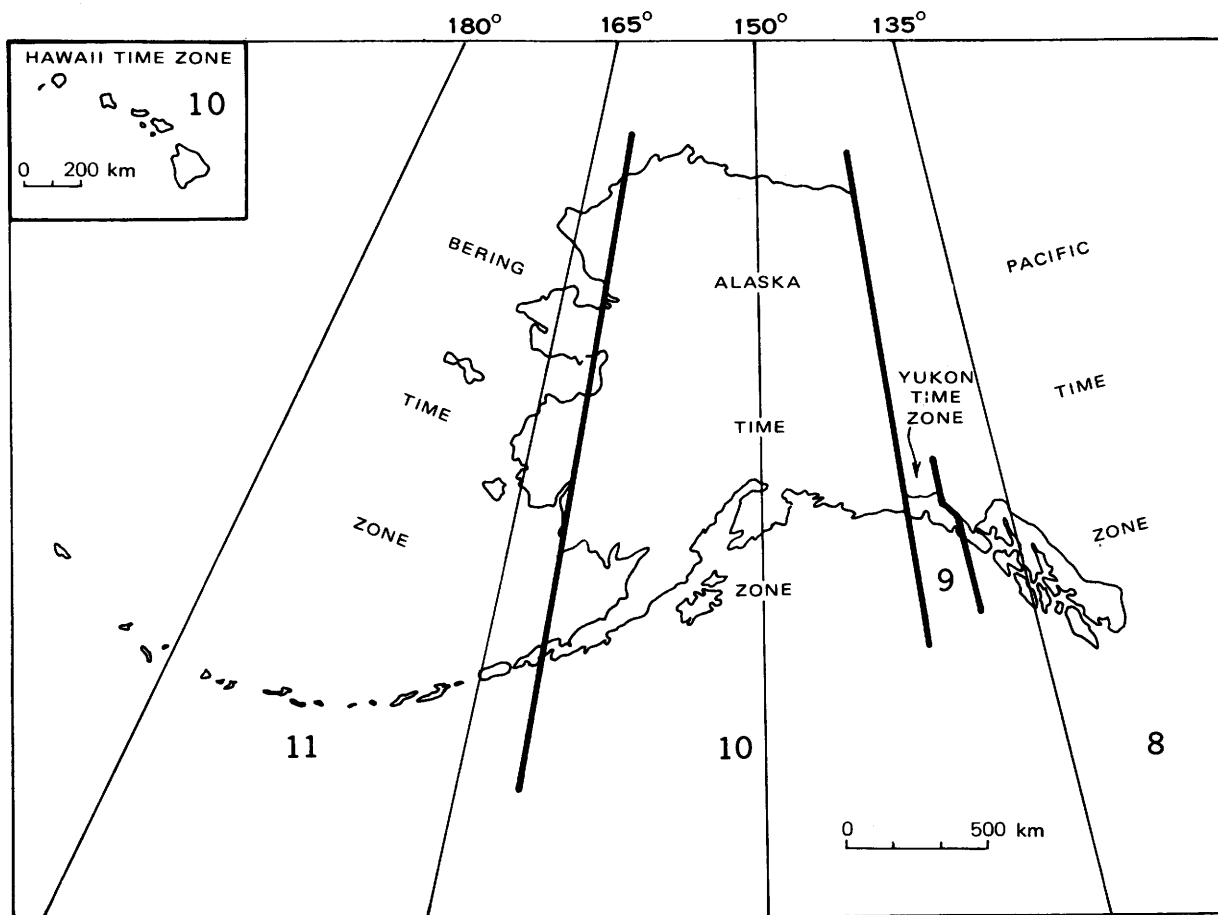 180° 165° 150° 135°
HAWAII TIME ZONE
10
0 200 km
BERING
TIME
ZONE
ALASKA
TIME
ZONE
YUKON
TIME
ZONE
PACIFIC
TIME
ZONE
9
11
10
8
0 500 km